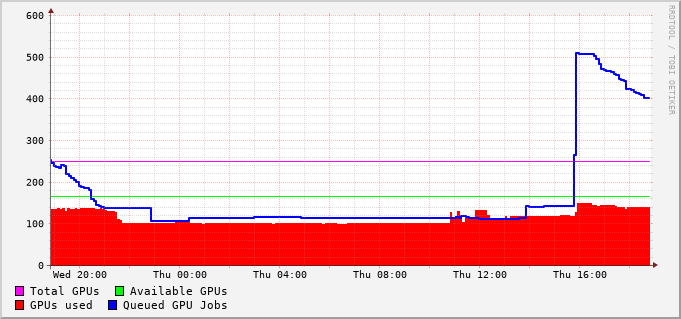 RRDTOOL / TOBI OETIKER
600
500
400
300
200
100
0
Wed 20:00 Thu 00:00 Thu 04:00 Thu 08:00 Thu 12:00 Thu 16:00
Total GPUs Available GPUs
GPUs used Queued GPU Jobs